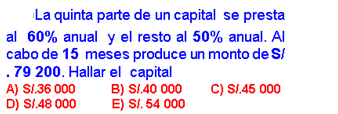 La quinta parte de un capital se presta
al 60% anual y el resto al 50% anual. Al
cabo de 15 meses produce un monto de S/
. 79 200. Hallar el capital
A) S/.36 000 B) S/.40 000 C) S/.45 000
D) S/.48 000 E) S/. 54 000